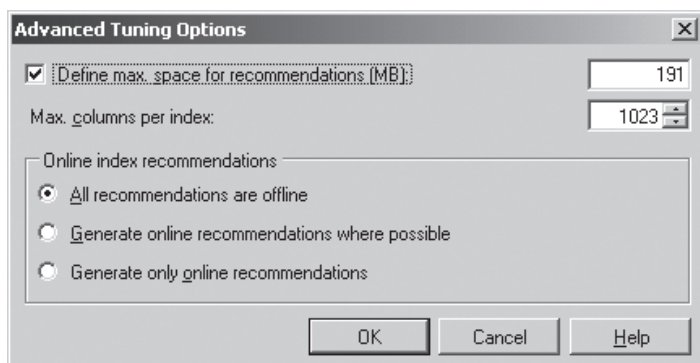 Advanced Tuning Options
Define max. space for recommendations (MB): 191
Max. columns per index: 1023
Online index recommendations
All recommendations are offline
Generate online recommendations where possible
Generate only online recommendations
OK Cancel Help